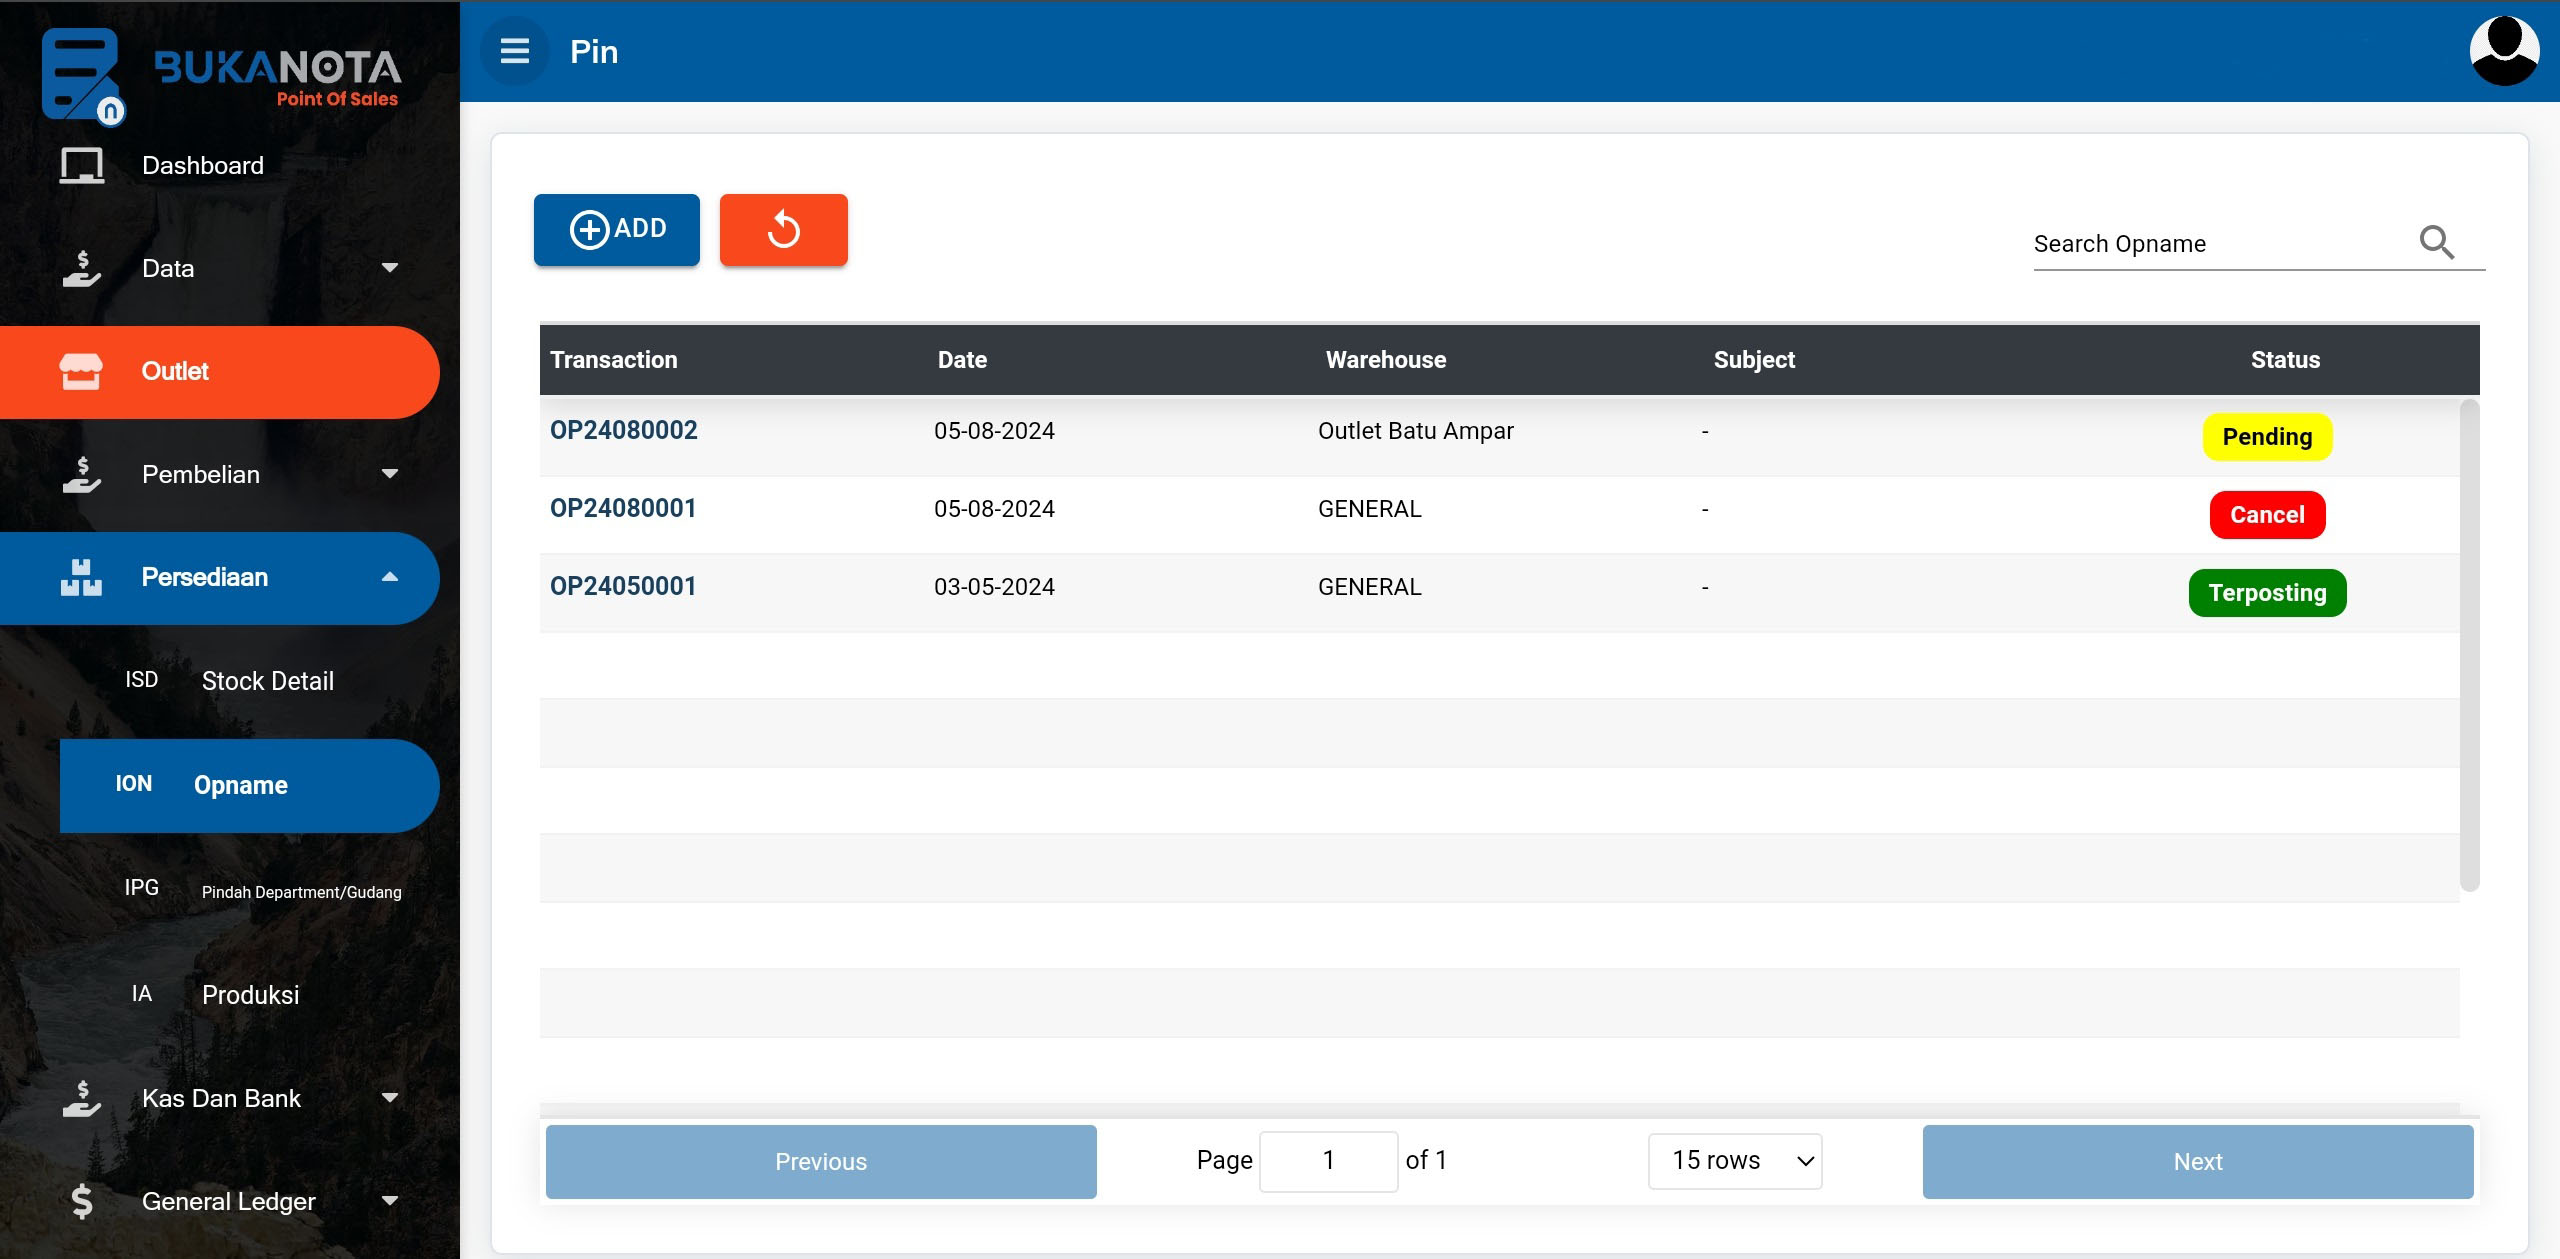 BUKANOTA
Point Of Sales
n
Dashboard
Data
Outlet
Pembelian
Persediaan
ISD Stock Detail
ION Opname
IPG Pindah Department/Gudang
IA Produksi
Kas Dan Bank
General Ledger
Pin
ADD
Search Opname
Transaction Date Warehouse Subject Status
OP24080002 05-08-2024 Outlet Batu Ampar - Pending
OP24080001 05-08-2024 GENERAL - Cancel
OP24050001 03-05-2024 GENERAL - Terposting
Previous Page 1 of 1 15 rows Next